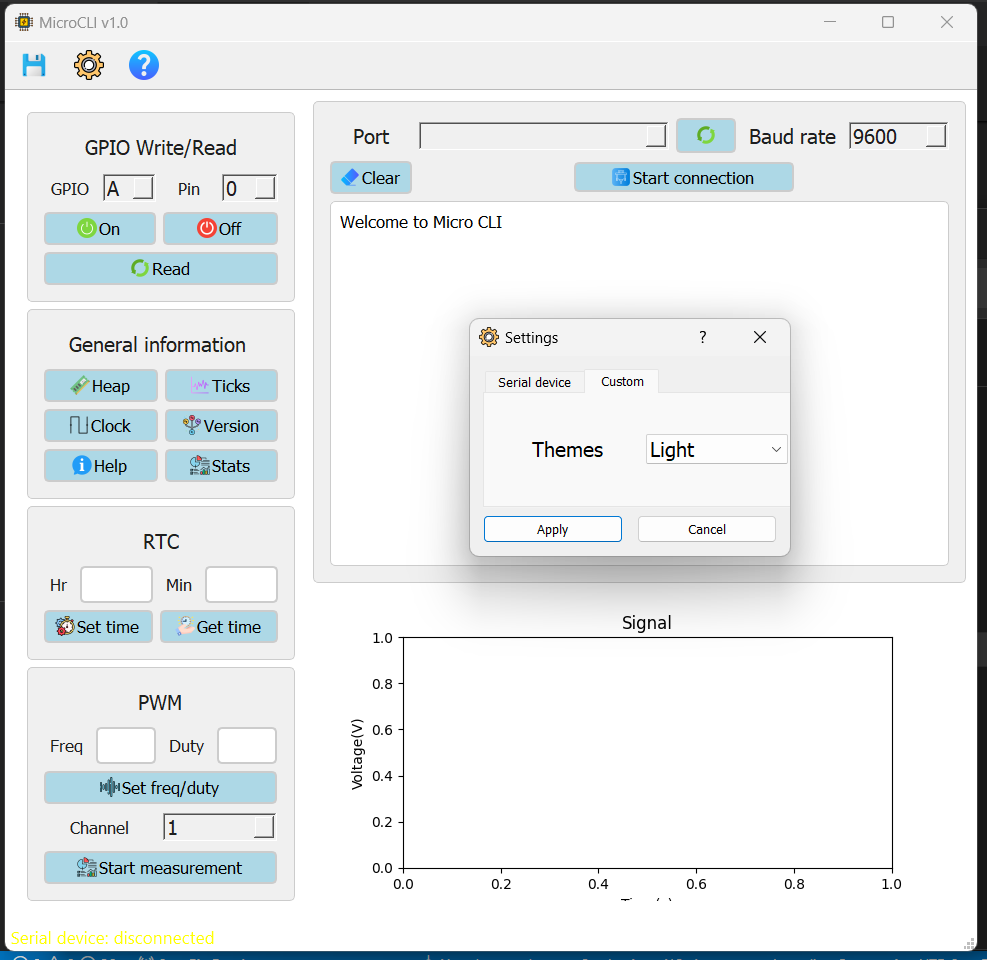 MicroCLI v1.0
GPIO Write/Read
GPIO A Pin 0
On Off
Read
General information
Heap Ticks
Clock Version
Help Stats
RTC
Hr Min
Set time Get time
PWM
Freq Duty
Set freq/duty
Channel 1
Start measurement
Port Baud rate 9600
Clear Start connection
Welcome to Micro CLI
Settings ?
Serial device Custom
Themes Light
Apply Cancel
Signal
1.0
0.8
0.6
0.4
0.2
0.0
Voltage(V)
0.0 0.2 0.4 0.6 0.8 1.0
Serial device: disconnected